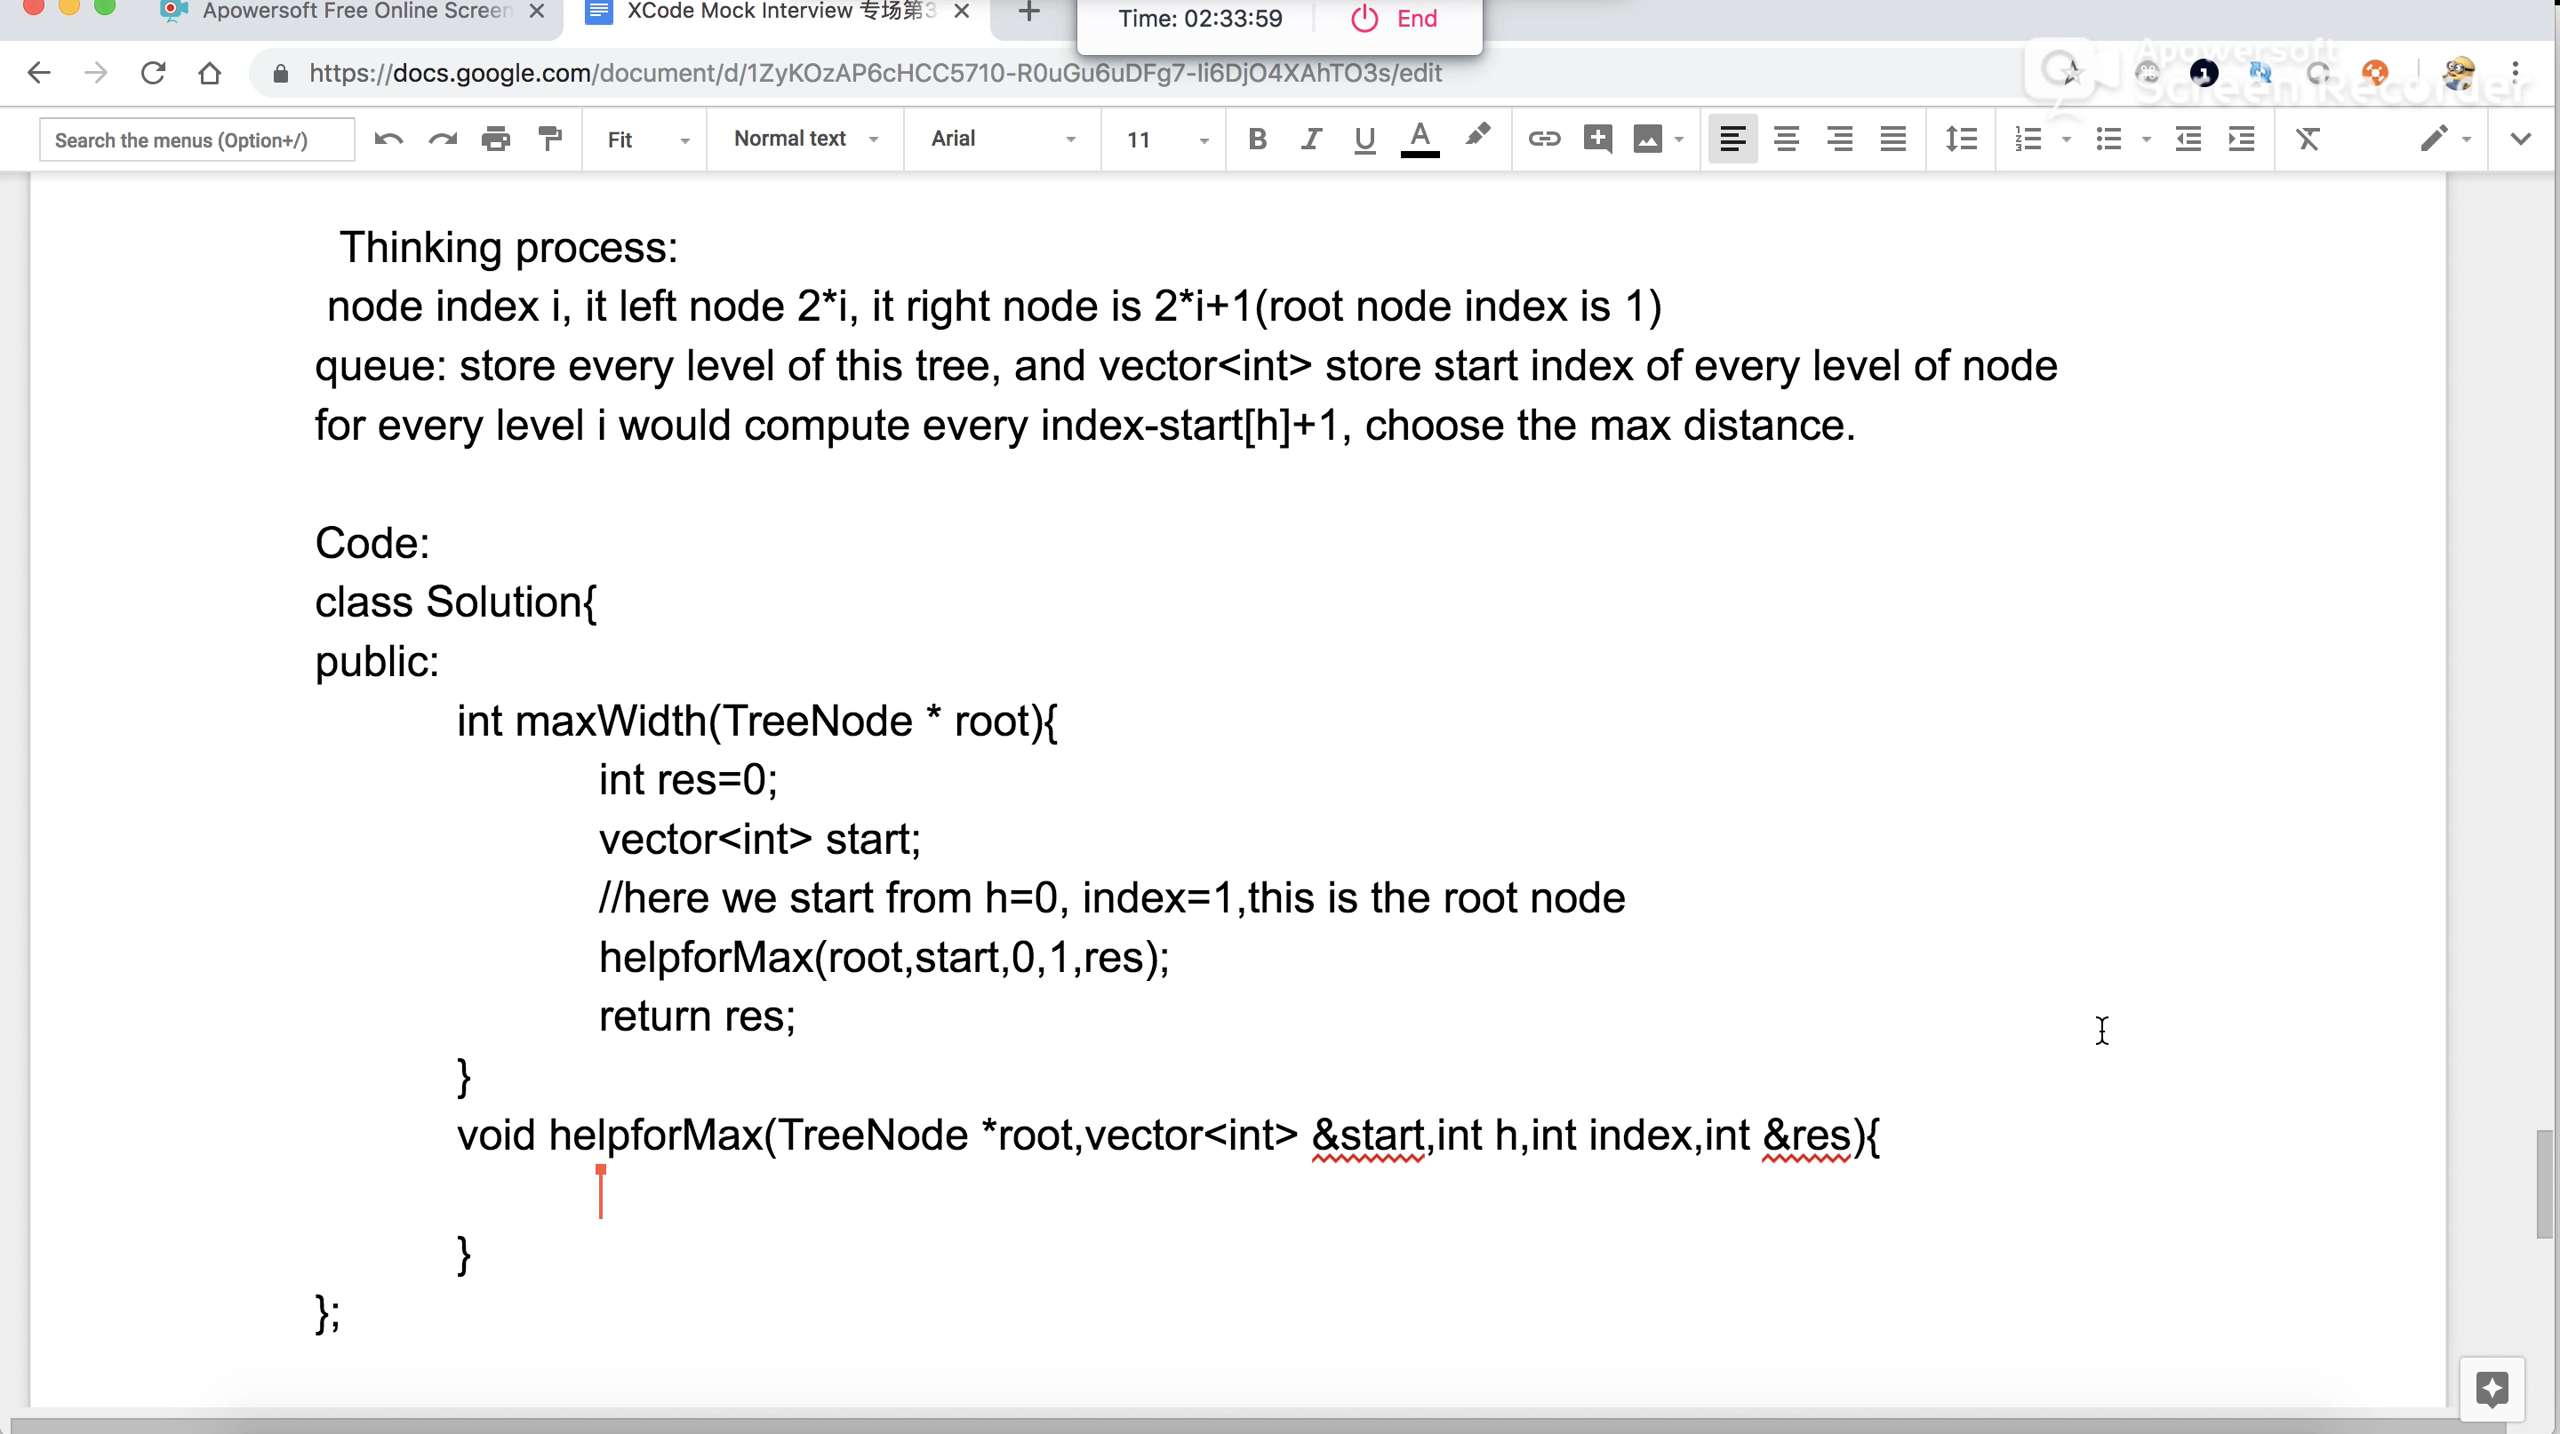 Apowersoft Free Online Screen
XCode Mock Interview 专场第3
Time: 02:33:59
End
https://docs.google.com/document/d/1ZyKOzAP6cHCC5710-R0uGu6uDFg7-Ii6DjO4XAhTO3s/edit
Apowersoft
Screen Recorder
Search the menus (Option+/)
Fit
Normal text
Arial
11
Thinking process:
node index i, it left node 2*i, it right node is 2*i+1(root node index is 1)
queue: store every level of this tree, and vector<int> store start index of every level of node
for every level i would compute every index-start[h]+1, choose the max distance.
Code:
class Solution{
public:
int maxWidth(TreeNode * root){
int res=0;
vector<int> start;
//here we start from h=0, index=1,this is the root node
helpforMax(root,start,0,1,res);
return res;
}
void helpforMax(TreeNode *root,vector<int> &start,int h,int index,int &res){
}
};